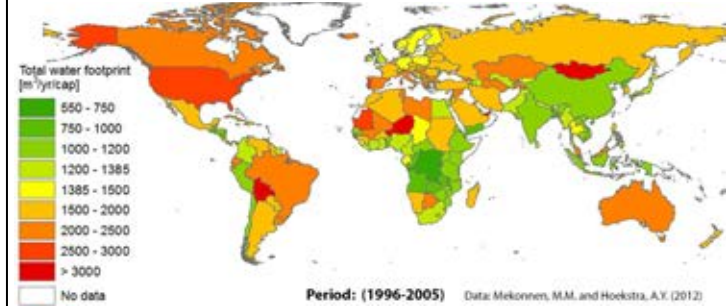 Total water footprint
[m³/yr/cap]
550 - 750
750 - 1000
1000 - 1200
1200 - 1385
1385 - 1500
1500 - 2000
2000 - 2500
2500 - 3000
> 3000
No data
Period: (1996-2005) Data: Mekonnen, M.M. and Hoekstra, A.Y. (2012)